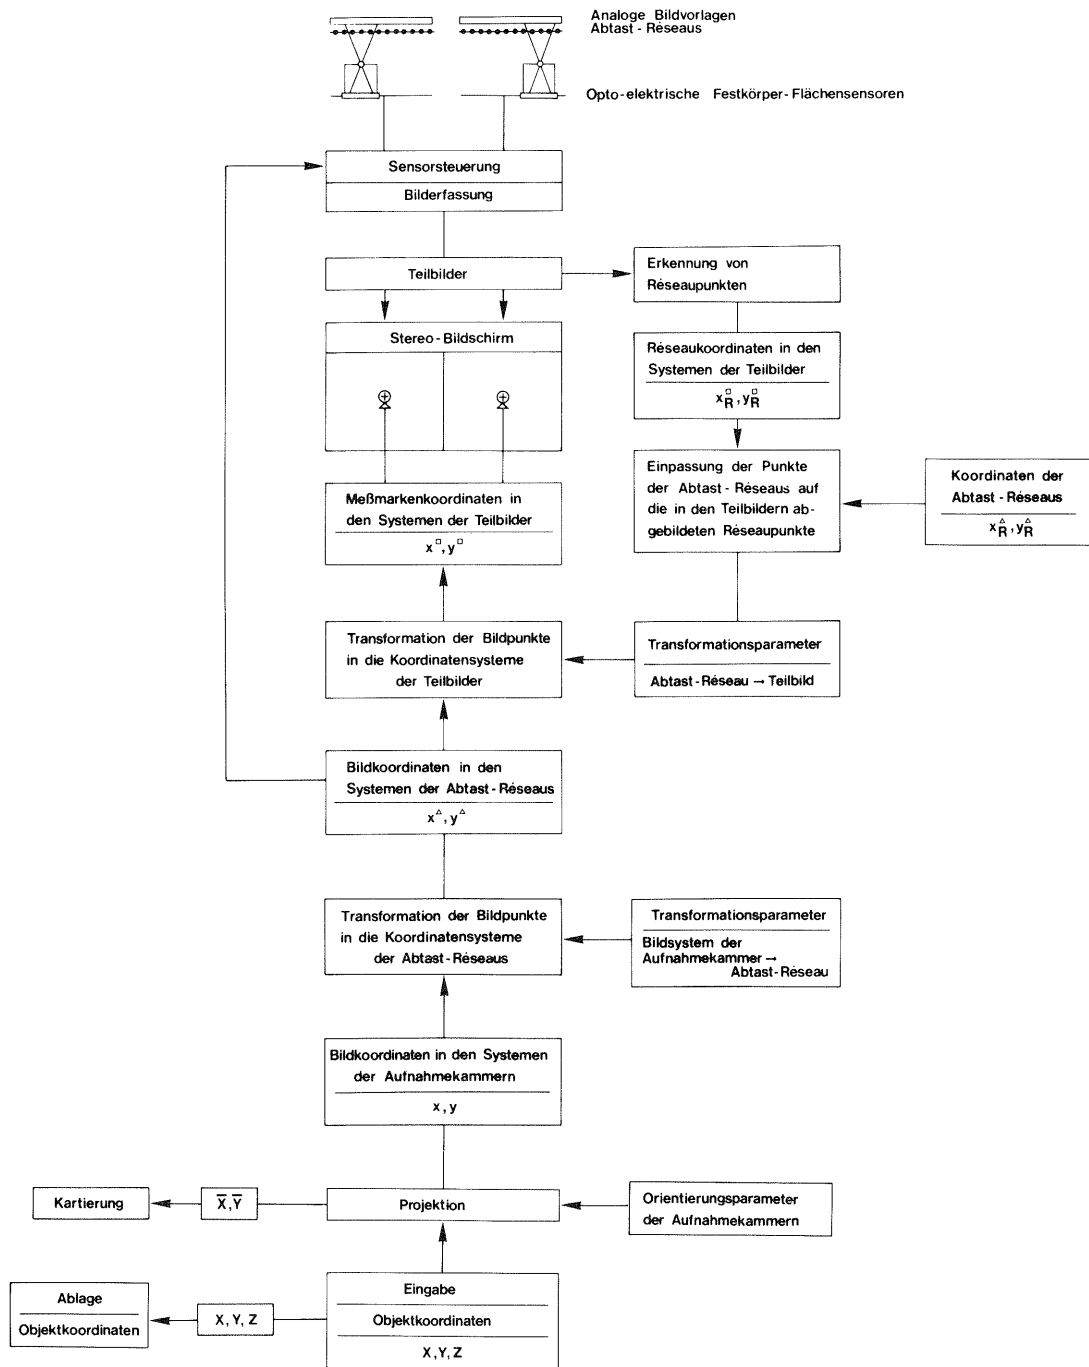 Analoge Bildvorlagen
Abtast-Réseaus
Opto-elektrische Festkörper-Flächensensoren
Sensorsteuerung
Bilderfassung
Teilbilder
Erkennung von
Réseaupunkten
Stereo-Bildschirm
Réseaukoordinaten in den
Systemen der Teilbilder
x_R^□, y_R^□
Einpassung der Punkte
der Abtast-Réseaus auf
die in den Teilbildern ab-
gebildeten Réseaupunkte
Koordinaten der
Abtast-Réseaus
x_R^△, y_R^△
Meßmarkenkoordinaten in
den Systemen der Teilbilder
x^□, y^□
Transformation der Bildpunkte
in die Koordinatensysteme
der Teilbilder
Transformationsparameter
Abtast-Réseau → Teilbild
Bildkoordinaten in den
Systemen der Abtast-Réseaus
x^△, y^△
Transformation der Bildpunkte
in die Koordinatensysteme
der Abtast-Réseaus
Transformationsparameter
Bildsystem der
Aufnahmekammer →
Abtast-Réseau
Bildkoordinaten in den Systemen
der Aufnahmekammern
x, y
Kartierung
X̅, Y̅
Projektion
Orientierungsparameter
der Aufnahmekammern
Ablage
Objektkoordinaten
X, Y, Z
Eingabe
Objektkoordinaten
X, Y, Z